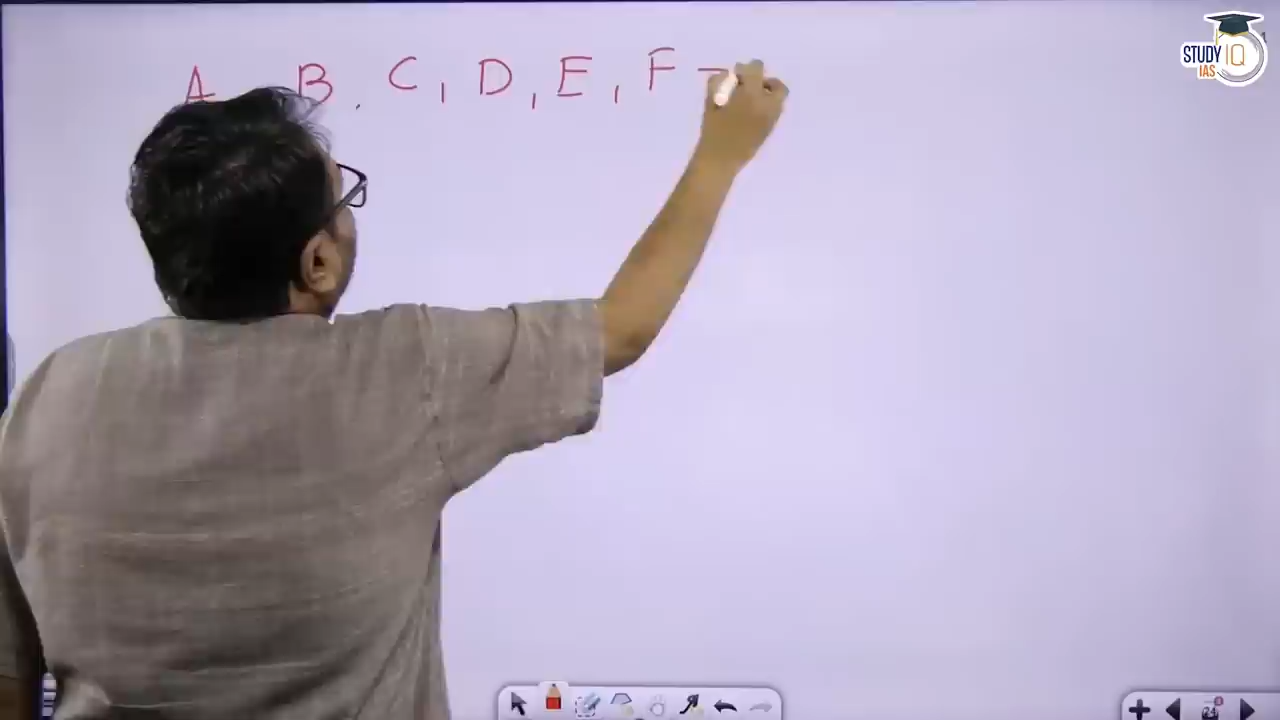 A B, C, D, E, F -
STUDY IQ
IAS